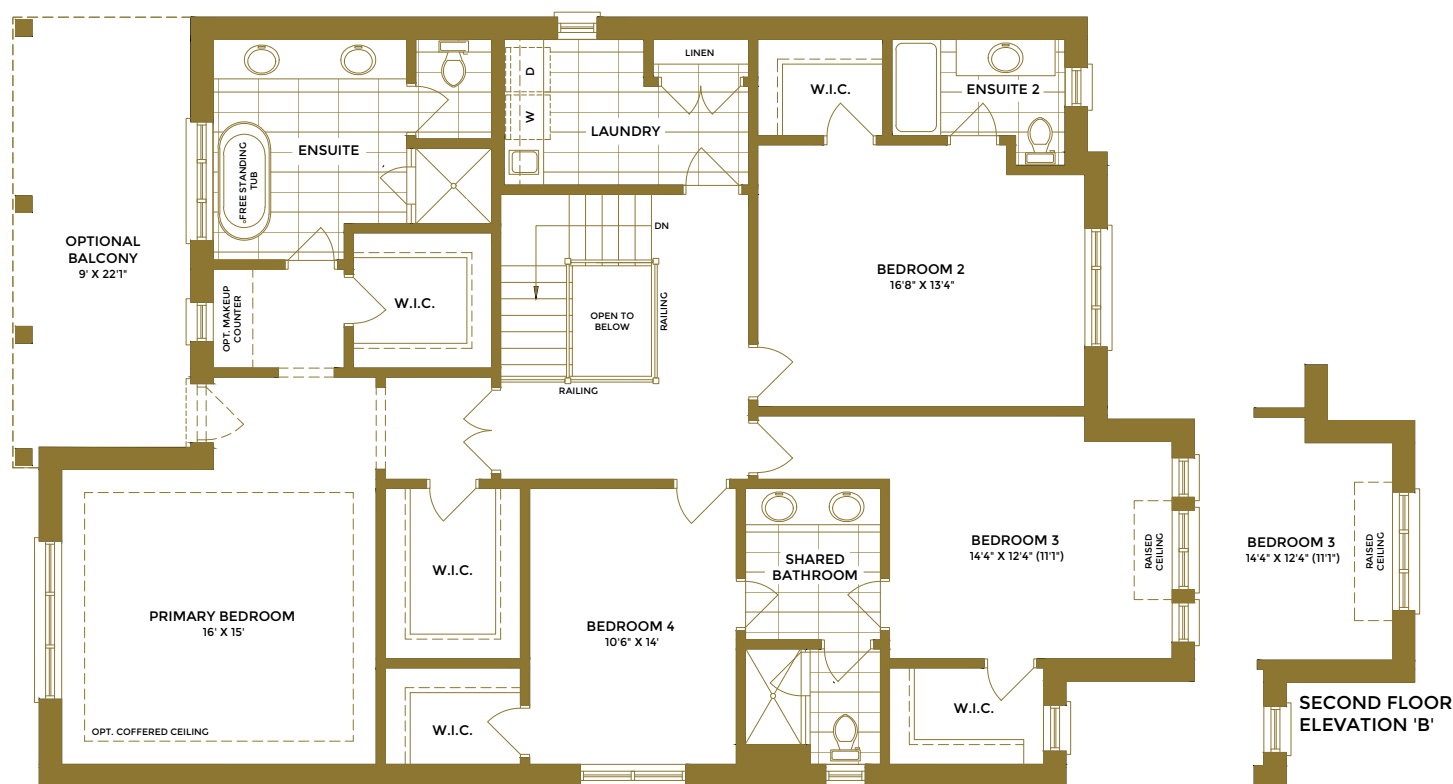 LINEN
D
W
W.I.C.
ENSUITE 2
LAUNDRY
ENSUITE
FREE STANDING
TUB
DN
OPTIONAL
BALCONY
9' X 22'1"
BEDROOM 2
16'8" X 13'4"
OPT. MAKEUP
COUNTER
W.I.C.
OPEN TO
BELOW
RAILING
RAILING
BEDROOM 3
14'4" X 12'4" (11'1")
RAISED
CEILING
BEDROOM 3
14'4" X 12'4" (11'1")
RAISED
CEILING
SHARED
BATHROOM
W.I.C.
PRIMARY BEDROOM
16' X 15'
BEDROOM 4
10'6" X 14'
OPT. COFFERED CEILING
W.I.C.
W.I.C.
SECOND FLOOR
ELEVATION 'B'